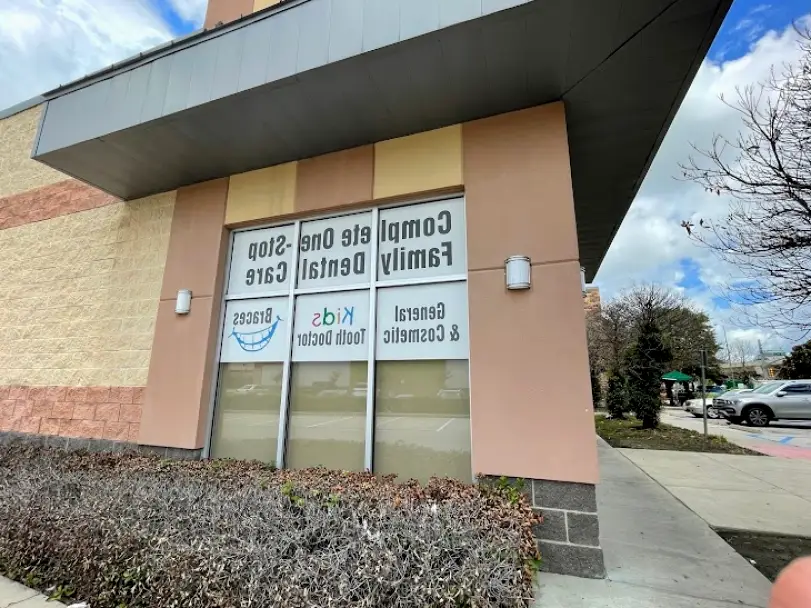 Complete One-Stop
Family Dental Care
General
& Cosmetic
Kids
Tooth Doctor
Braces